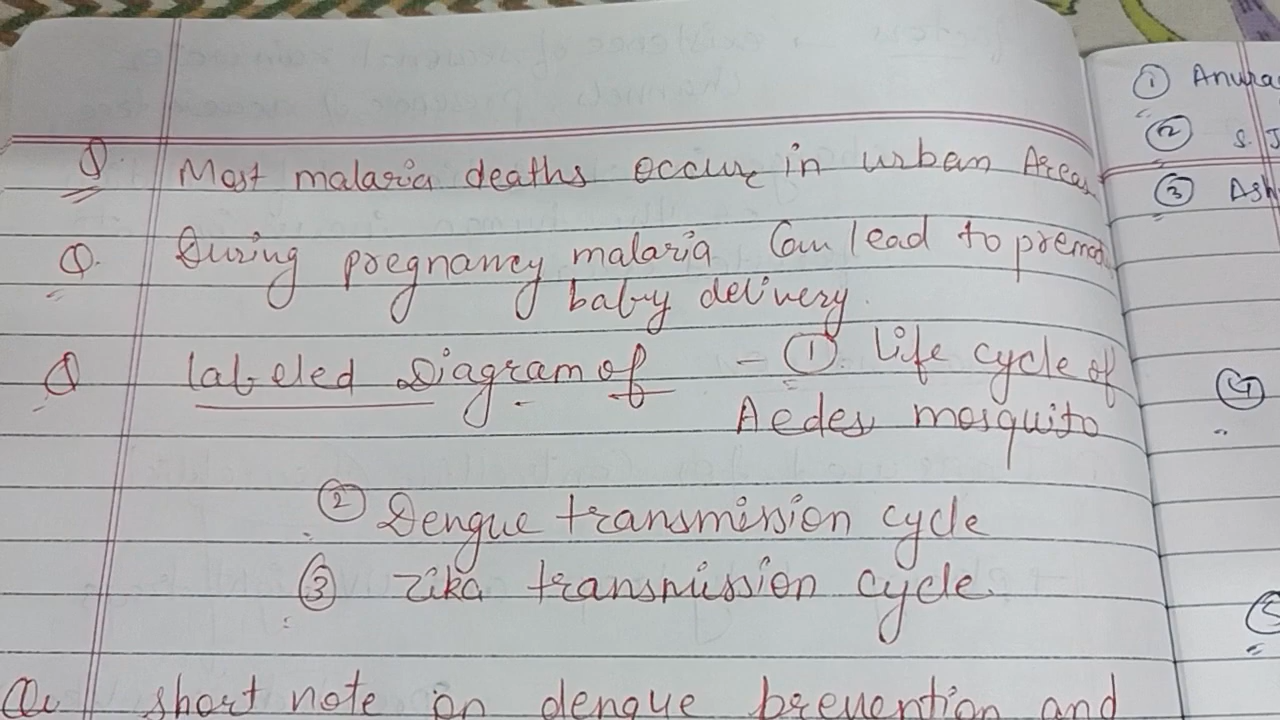 Q. Most malaria deaths occur in urban Areas
Q. During pregnancy malaria Can lead to premat
baby delivery.
Q labeled Diagram of - ① Life cycle of
Aedes mosquito
② Dengue transmission cycle
③ Zika transmission cycle.
Q. short note on dengue prevention and
① Anura
② S. J
③ Ash
④
⑤